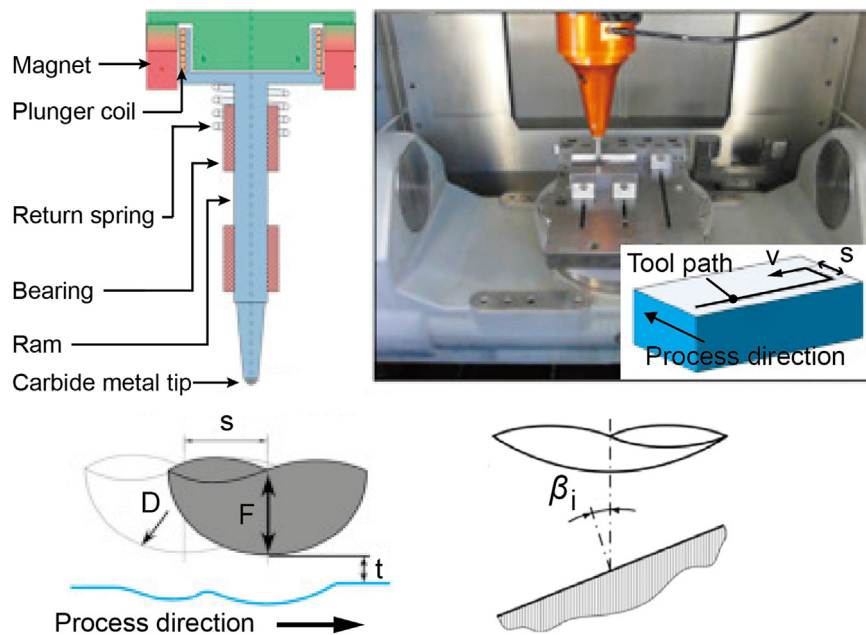 Magnet
Plunger coil
Return spring
Bearing
Ram
Carbide metal tip
Tool path
v
s
Process direction
s
D
F
t
Process direction
βi